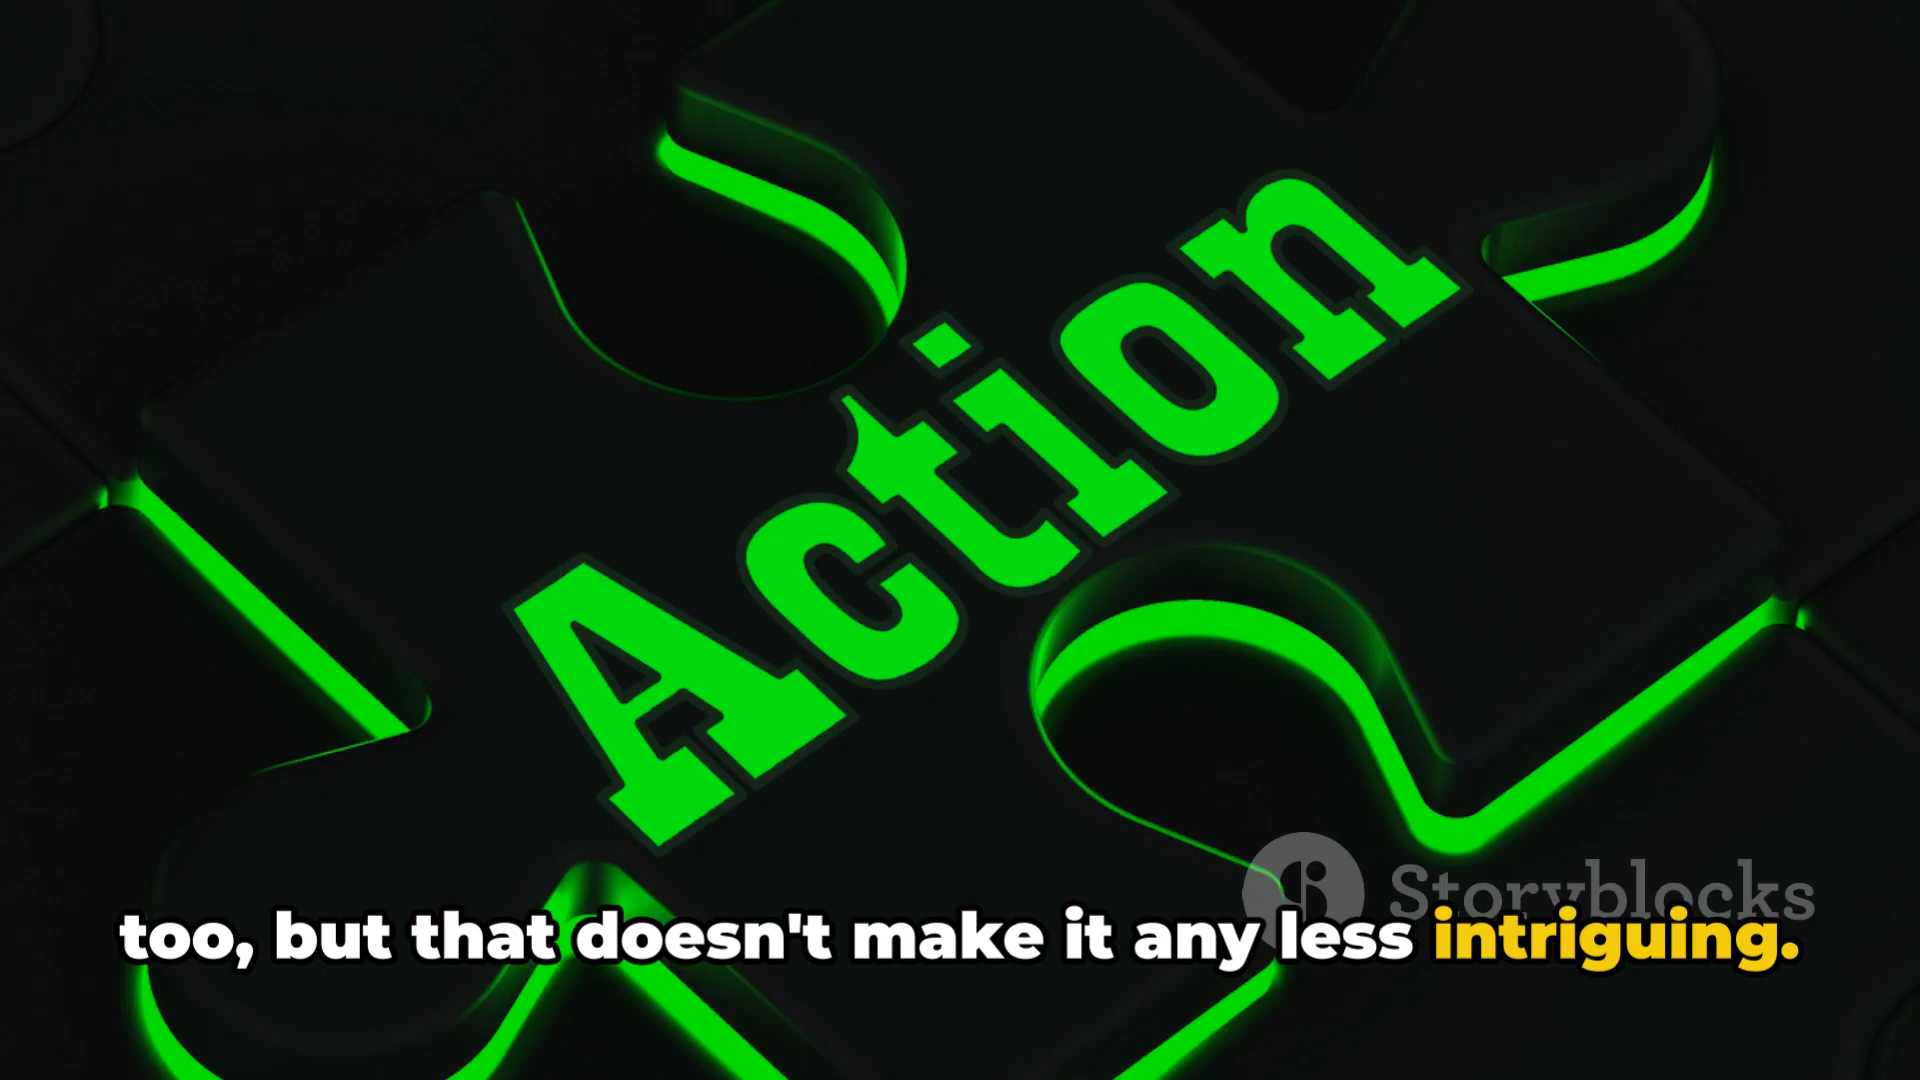 Action
Storyblocks
too, but that doesn't make it any less intriguing.